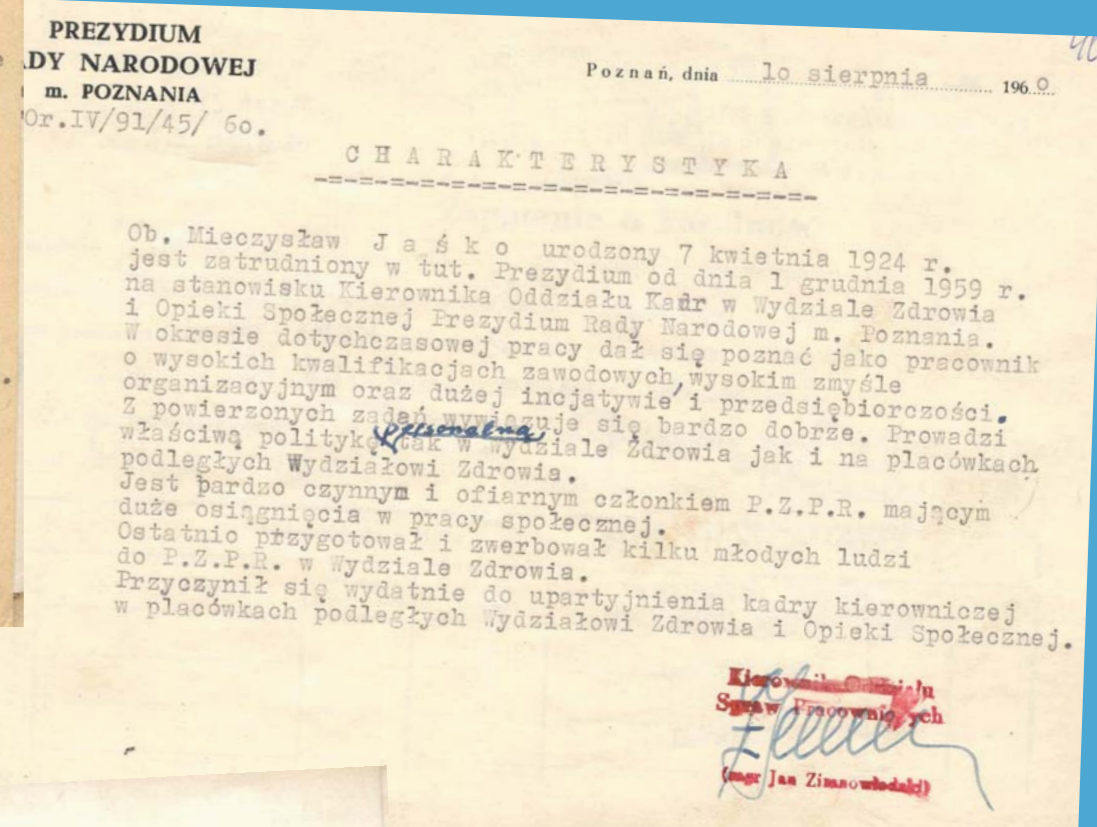 PREZYDIUM
ADY NARODOWEJ
m. POZNANIA
Or.IV/91/45/ 6o.
Poznań, dnia 1o sierpnia 1960
CHARAKTERYSTYKA
Ob. Mieczysław J a ś k o urodzony 7 kwietnia 1924 r.
jest zatrudniony w tut. Prezydium od dnia 1 grudnia 1959 r.
na stanowisku Kierownika Oddziału Kadr w Wydziale Zdrowia
i Opieki Społecznej Prezydium Rady Narodowej m. Poznania.
W okresie dotychczasowej pracy dał się poznać jako pracownik
o wysokich kwalifikacjach zawodowych, wysokim zmyśle
organizacyjnym oraz dużej incjatywie i przedsiębiorczości.
Z powierzonych zadań wywiązuje się bardzo dobrze. Prowadzi
właściwą politykę personalną tak w wydziale Zdrowia jak i na placówkach
podległych Wydziałowi Zdrowia.
Jest bardzo czynnym i ofiarnym członkiem P.Z.P.R. mającym
duże osiągnięcia w pracy społecznej.
Ostatnio przygotował i zwerbował kilku młodych ludzi
do P.Z.P.R. w Wydziale Zdrowia.
Przyczynił się wydatnie do upartyjnienia kadry kierowniczej
w placówkach podległych Wydziałowi Zdrowia i Opieki Społecznej.
Kierownik Oddziału
Spraw Pracowniczych
(mgr Jan Zimnowłodzki)